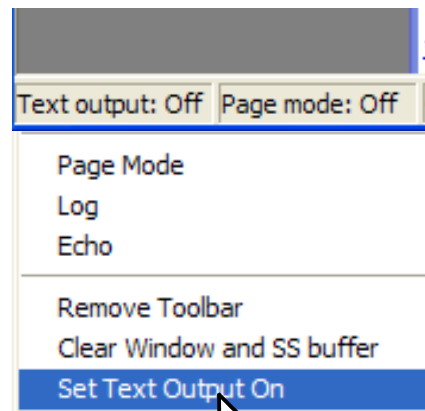 Text output: Off Page mode: Off
Page Mode
Log
Echo
Remove Toolbar
Clear Window and SS buffer
Set Text Output On